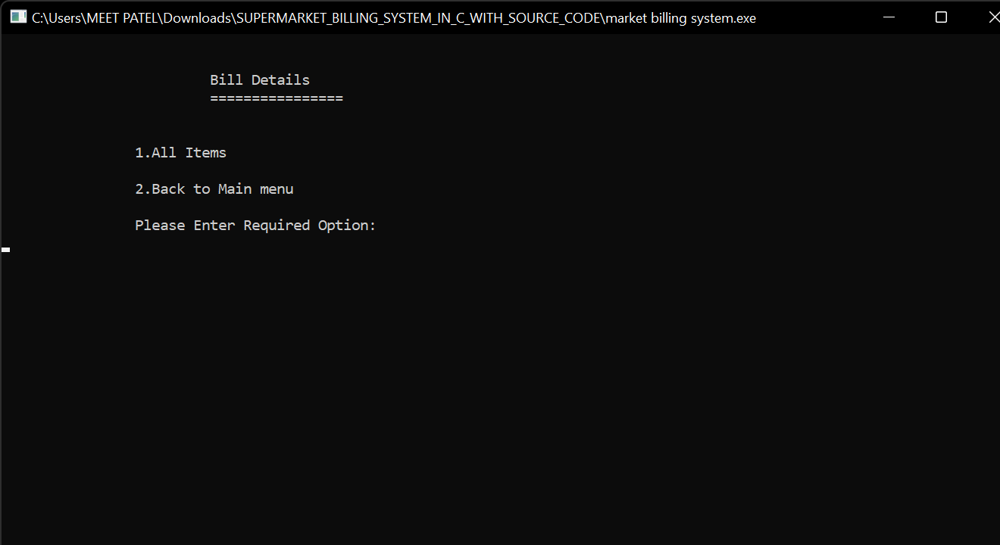 C:\Users\MEET PATEL\Downloads\SUPERMARKET_BILLING_SYSTEM_IN_C_WITH_SOURCE_CODE\market billing system.exe
Bill Details
================
1.All Items
2.Back to Main menu
Please Enter Required Option: